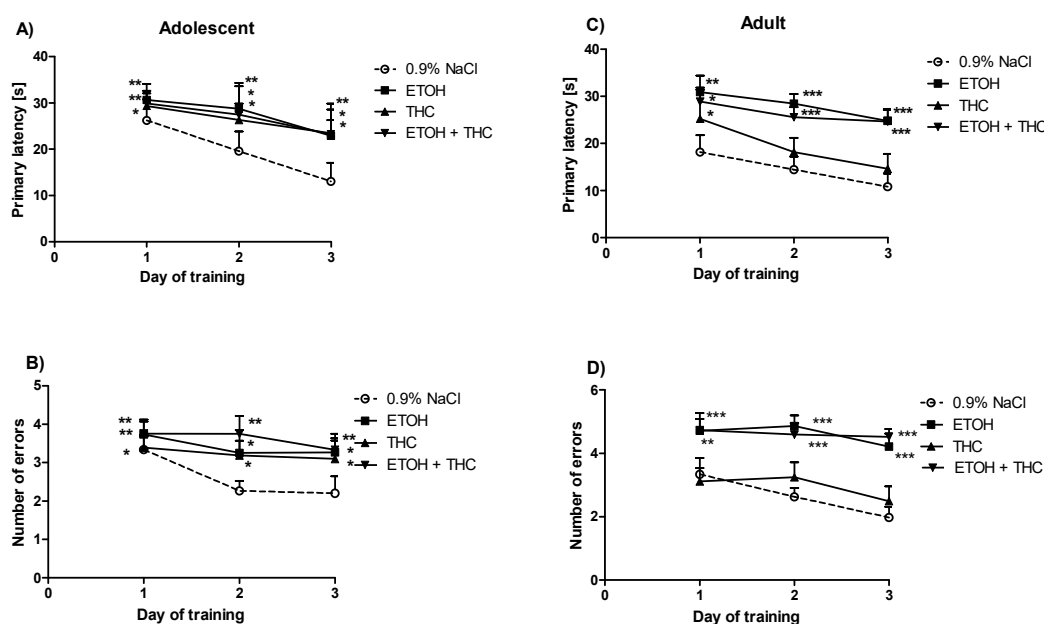 A)
Adolescent
40
30
20
10
0
0
1
2
3
Primary latency [s]
Day of training
**
**
*
**
*
*
**
*
*
0.9% NaCl
ETOH
THC
ETOH + THC
C)
Adult
40
30
20
10
0
0
1
2
3
Primary latency [s]
Day of training
**
*
*
***
***
***
***
0.9% NaCl
ETOH
THC
ETOH + THC
B)
5
4
3
2
1
0
0
1
2
3
Number of errors
Day of training
**
**
*
**
*
*
**
*
*
0.9% NaCl
ETOH
THC
ETOH + THC
D)
6
4
2
0
0
1
2
3
Number of errors
Day of training
***
**
***
***
***
***
0.9% NaCl
ETOH
THC
ETOH + THC